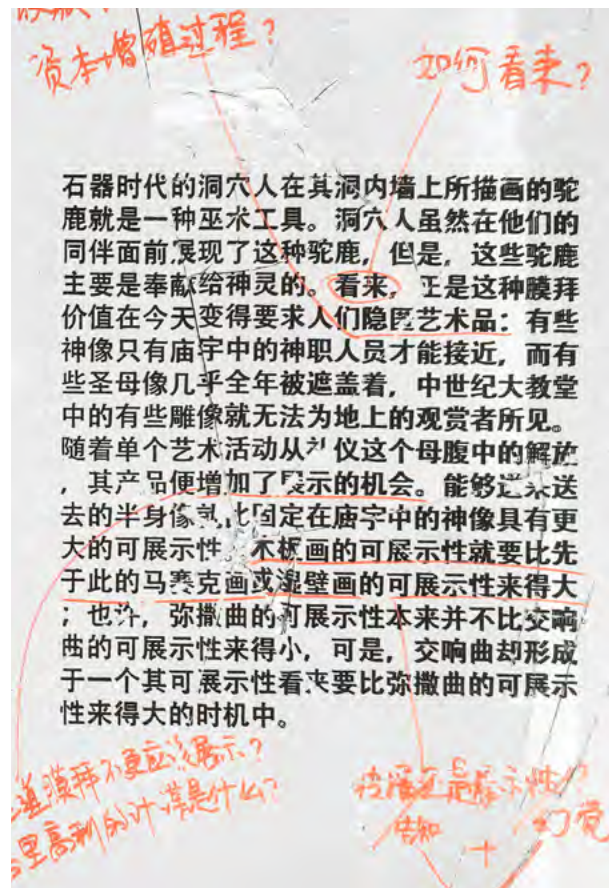 资本增殖过程？
如何看来？
石器时代的洞穴人在其洞内墙上所描画的驼
鹿就是一种巫术工具。洞穴人虽然在他们的
同伴面前展现了这种驼鹿，但是，这些驼鹿
主要是奉献给神灵的。看来，正是这种膜拜
价值在今天变得要求人们隐匿艺术品：有些
神像只有庙宇中的神职人员才能接近，而有
些圣母像几乎全年被遮盖着，中世纪大教堂
中的有些雕像就无法为地上的观赏者所见。
随着单个艺术活动从礼仪这个母腹中的解放
，其产品便增加了展示的机会。能够送来送
去的半身像就比固定在庙宇中的神像具有更
大的可展示性。木板画的可展示性就要比先
于此的马赛克画或湿壁画的可展示性来得大
；也许，弥撒曲的可展示性本来并不比交响
曲的可展示性来得小，可是，交响曲却形成
于一个其可展示性看来要比弥撒曲的可展示
性来得大的时机中。
膜拜不更应该展示？
是什么？
展示性？
告知 + 幻觉